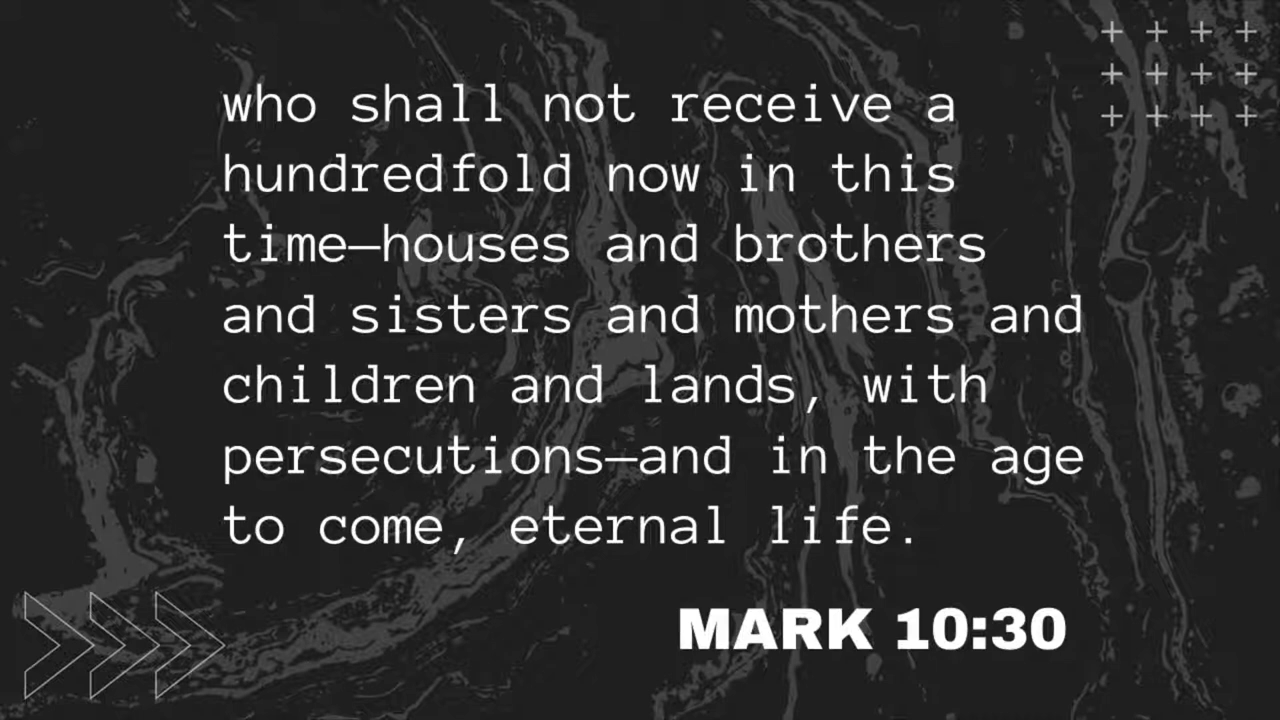 who shall not receive a
hundredfold now in this
time—houses and brothers
and sisters and mothers and
children and lands, with
persecutions—and in the age
to come, eternal life.
MARK 10:30